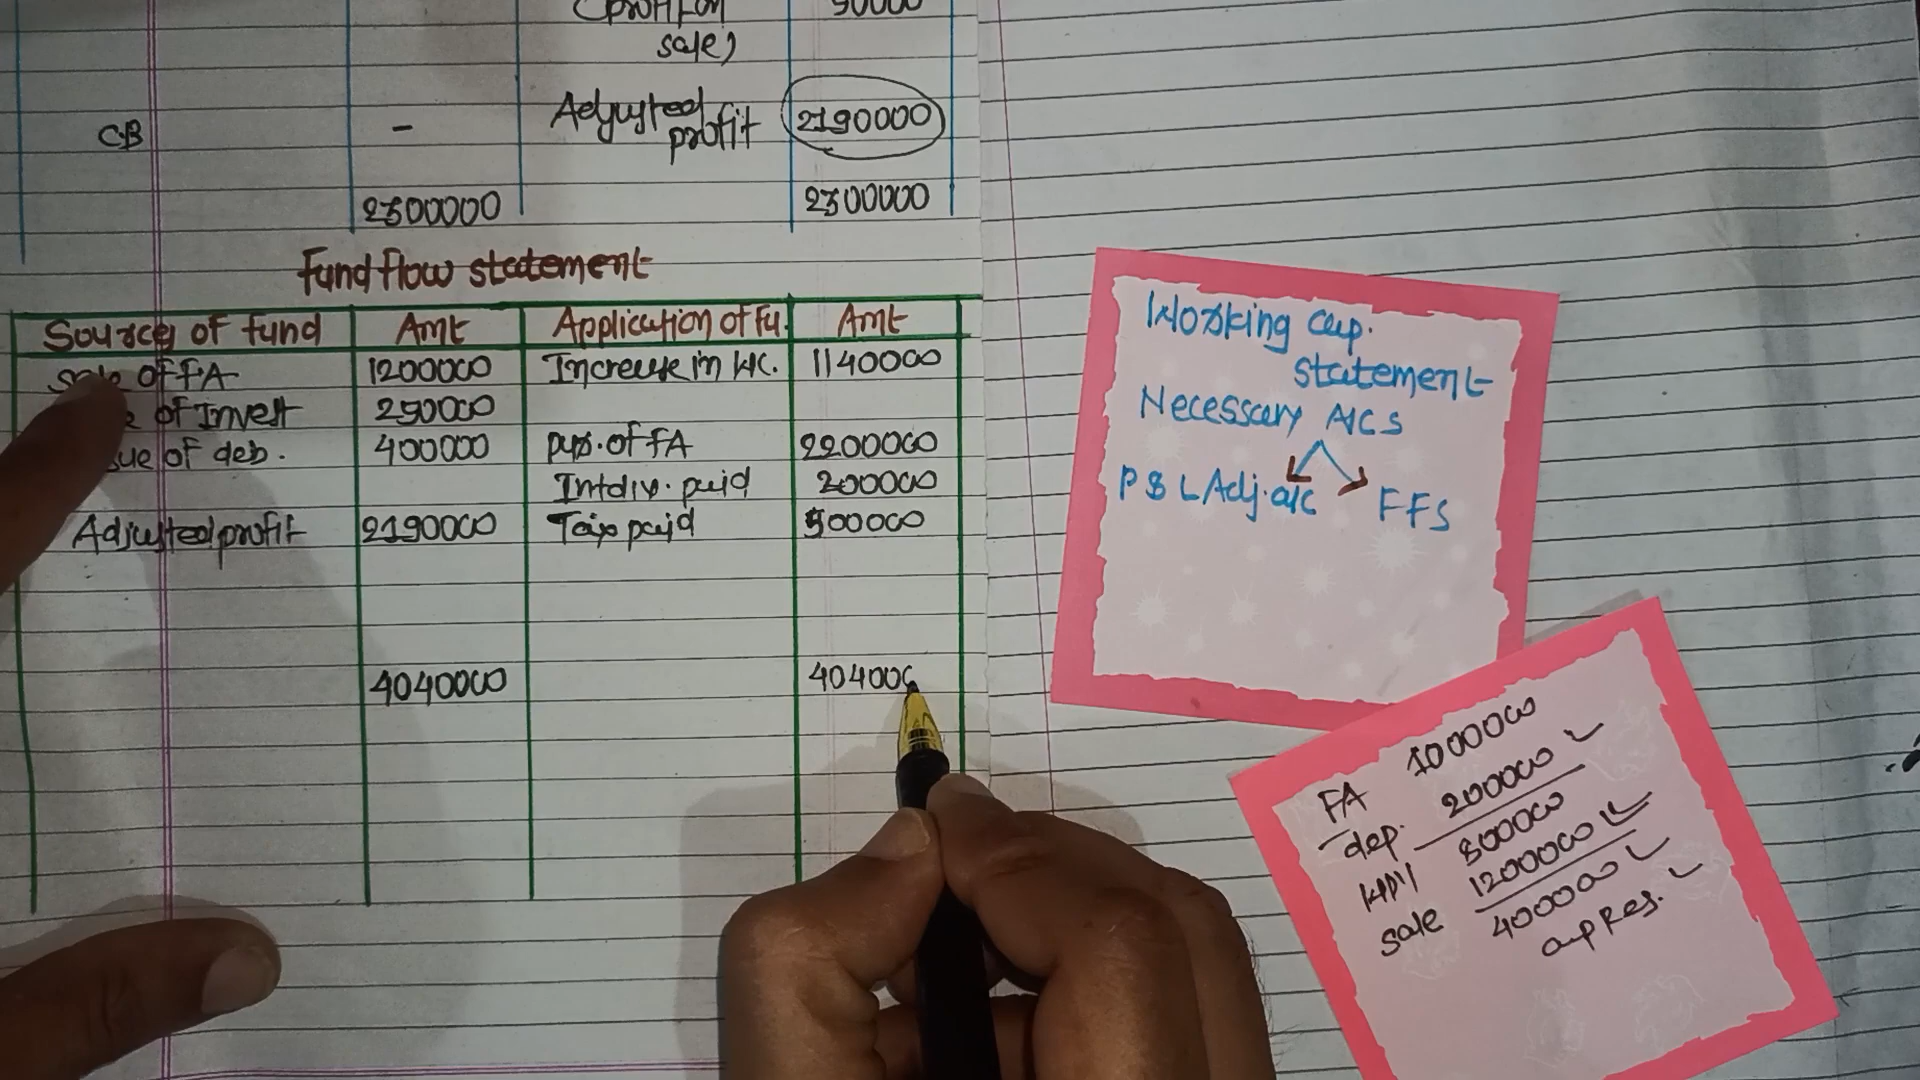 sale)
CB - Adjusted profit 2190000
2300000 2300000
Fund flow statement
Sources of fund Amt Application of Fu. Amt
sale of FA 1200000 Increase in WC. 1140000
of Invest 250000
sue of deb. 400000 pur. of FA 2200000
Int div. paid 200000
Adjusted profit 2190000 Tax paid 500000
4040000 404000
Working cap.
statement
Necessary A/CS
P & L Adj. a/c FFS
FA 1000000
dep. 200000
800000
sale 1200000
400000
cap Res.